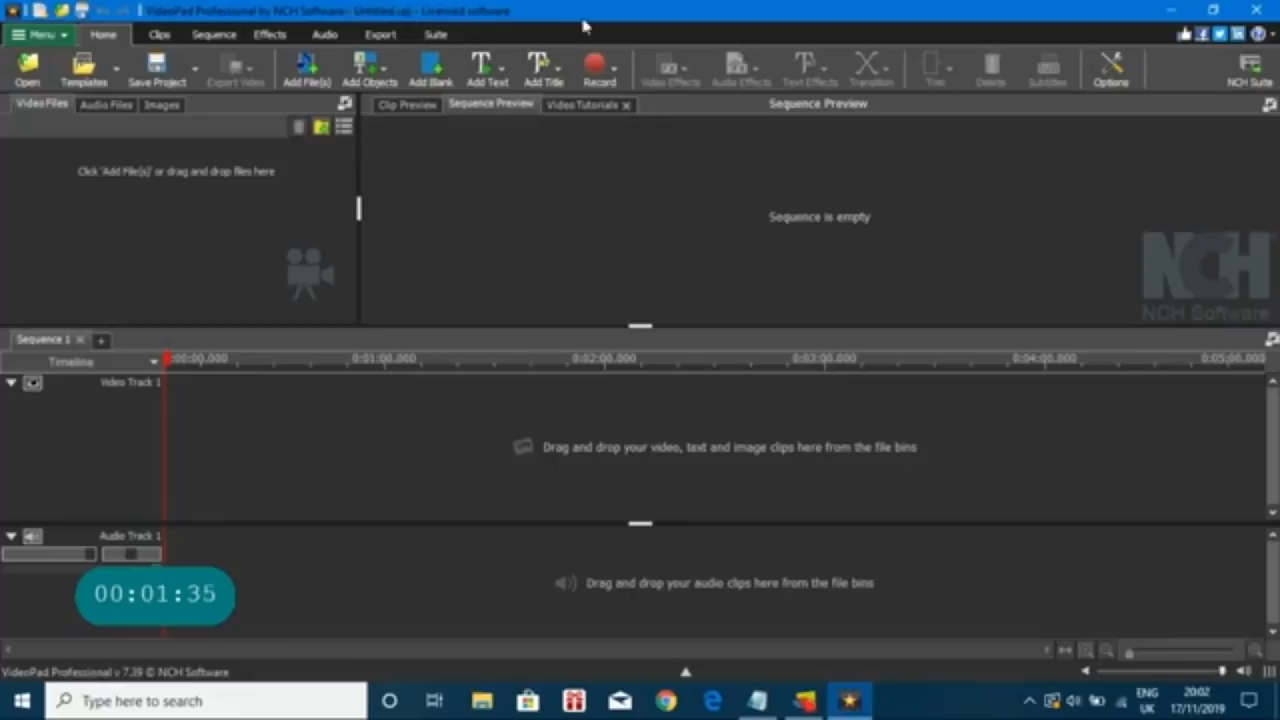 VideoPad Professional by NCH Software - Untitled.vpj - Licensed software
Menu Home Clips Sequence Effects Audio Export Suite
Open Templates Save Project Export Video Add File(s) Add Objects Add Blank Add Text Add Title Record Video Effects Audio Effects Text Effects Transition Trim Delete Subtitles Options NCH Suite
Video Files Audio Files Images Clip Preview Sequence Preview Video Tutorials Sequence Preview
Click 'Add File(s)' or drag and drop files here
Sequence is empty
NCH
NCH Software
Sequence 1
Timeline 0:00:00.000 0:01:00.000 0:02:00.000 0:03:00.000 0:04:00.000 0:05:00.000
Video Track 1
Drag and drop your video, text and image clips here from the file bins
Audio Track 1
Drag and drop your audio clips here from the file bins
00:01:35
VideoPad Professional v 7.39 © NCH Software
Type here to search
ENG
UK
20:02
17/11/2019